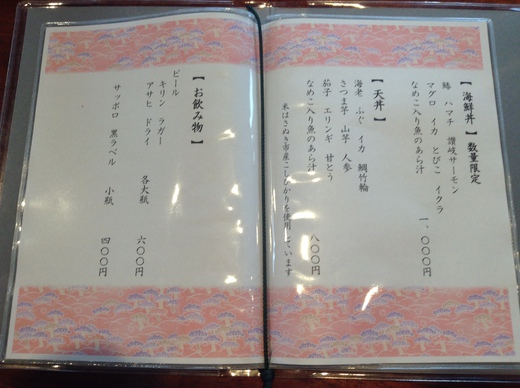 【海鮮丼】数量限定
鰆 ハマチ 讃岐サーモン
マグロ イカ とびこ イクラ
なめこ入り魚のあら汁
一、〇〇〇円
【天丼】
海老 ふぐ イカ 鯛竹輪
さつま芋 山芋 人参
茄子 エリンギ 甘とう
なめこ入り魚のあら汁
八〇〇円
米はさぬき市産こしひかりを使用しています
【お飲み物】
ビール
キリン ラガー
アサヒ ドライ
各大瓶 六〇〇円
サッポロ 黒ラベル 小瓶 四〇〇円